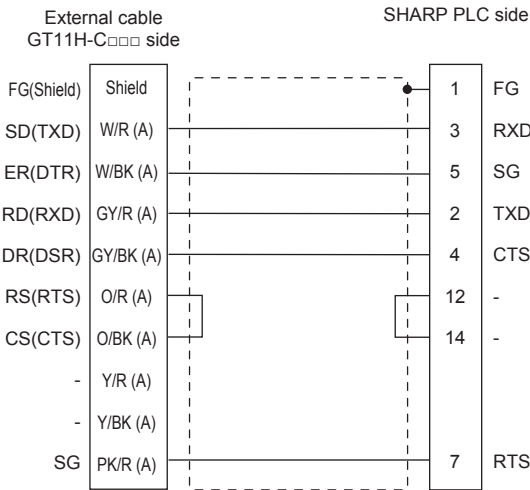 External cable
GT11H-C□□□ side
SHARP PLC side
FG(Shield) Shield 1 FG
SD(TXD) W/R (A) 3 RXD
ER(DTR) W/BK (A) 5 SG
RD(RXD) GY/R (A) 2 TXD
DR(DSR) GY/BK (A) 4 CTS
RS(RTS) O/R (A) 12 -
CS(CTS) O/BK (A) 14 -
- Y/R (A)
- Y/BK (A)
SG PK/R (A) 7 RTS